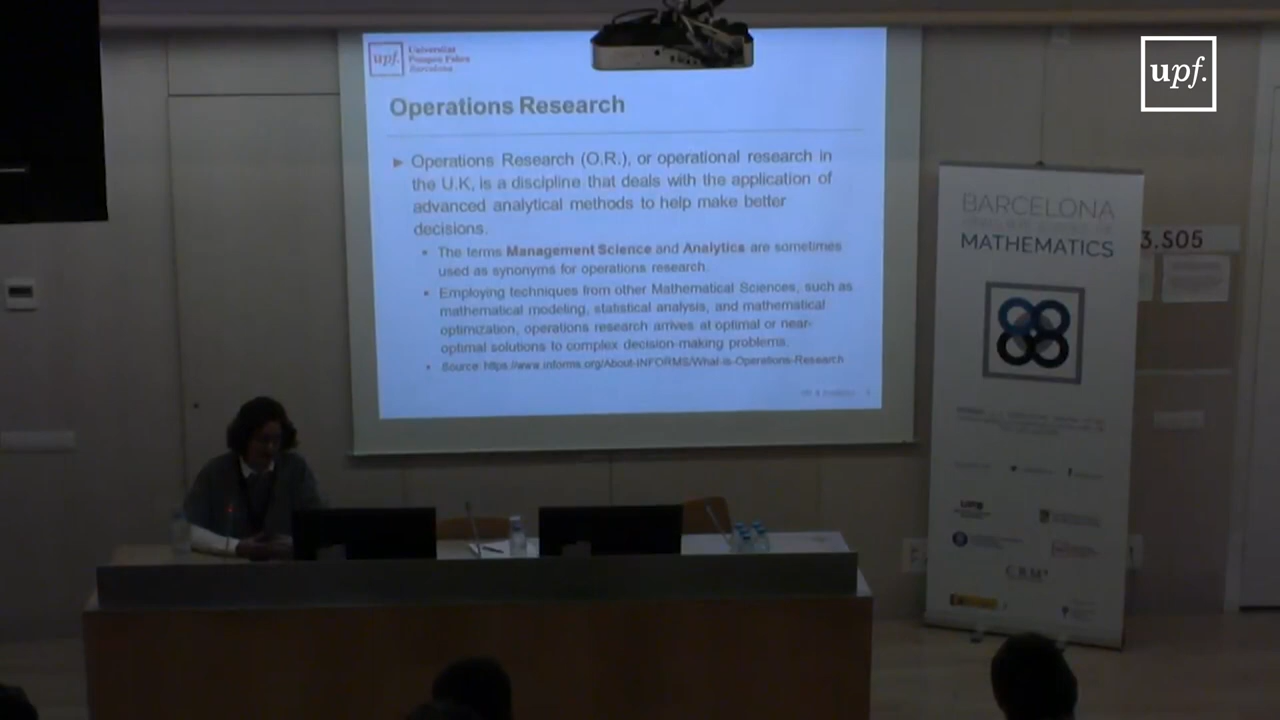 upf.
Universitat
Pompeu Fabra
Barcelona
Operations Research
► Operations Research (O.R.), or operational research in
the U.K, is a discipline that deals with the application of
advanced analytical methods to help make better
decisions.
• The terms Management Science and Analytics are sometimes
used as synonyms for operations research.
• Employing techniques from other Mathematical Sciences, such as
mathematical modeling, statistical analysis, and mathematical
optimization, operations research arrives at optimal or near-
optimal solutions to complex decision-making problems.
• Source: https://www.informs.org/About-INFORMS/What-is-Operations-Research
upf.
BARCELONA
MATHEMATICS
3.S05